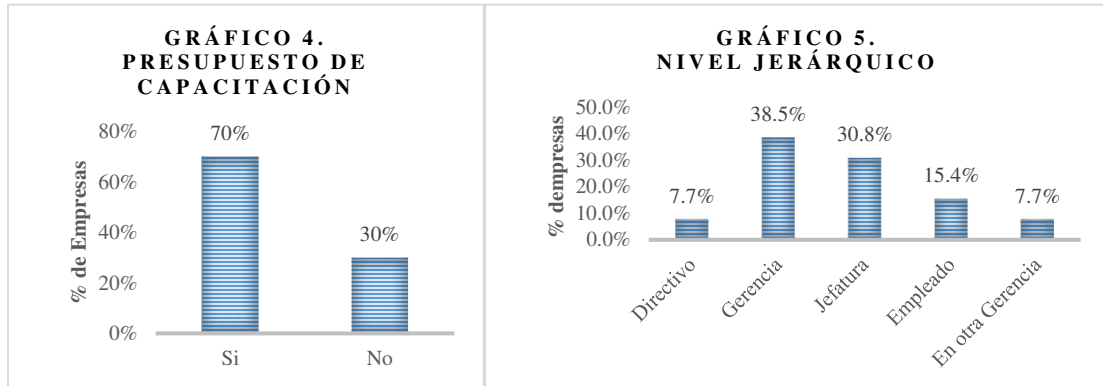 GRÁFICO 4.
PRESUPUESTO DE
CAPACITACIÓN
% de Empresas
80%
60%
40%
20%
0%
70%
30%
Si
No
GRÁFICO 5.
NIVEL JERÁRQUICO
% dempresas
50.0%
40.0%
30.0%
20.0%
10.0%
0.0%
7.7%
38.5%
30.8%
15.4%
7.7%
Directivo
Gerencia
Jefatura
Empleado
En otra Gerencia